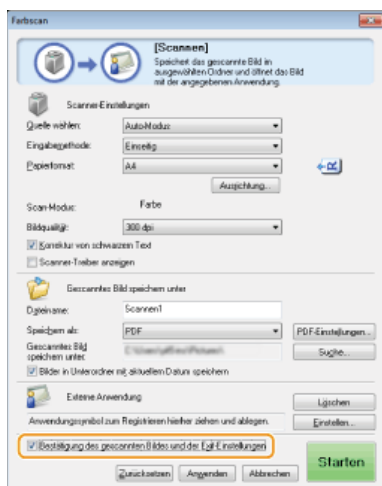 Farbscan
[Scannen]
Speichert das gescannte Bild in
ausgewählten Ordner und öffnet das Bild
mit der angegebenen Anwendung.
Scanner-Einstellungen
Quelle wählen: Auto-Modus
Eingabemethode: Einseitig
Papierformat: A4
Ausrichtung...
Scan-Modus: Farbe
Bildqualität: 300 dpi
Korrektur von schwarzem Text
Scanner-Treiber anzeigen
Gescanntes Bild speichern unter
Dateiname: Scannen1
Speichern als: PDF PDF-Einstellungen...
Gescanntes Bild
speichern unter: Suche...
Bilder in Unterordner mit aktuellem Datum speichern
Externe Anwendung Löschen
Anwendungssymbol zum Registrieren hierher ziehen und ablegen. Einstellen...
Bestätigung des gescannten Bildes und der Exif-Einstellungen
Starten
Zurücksetzen Anwenden Abbrechen